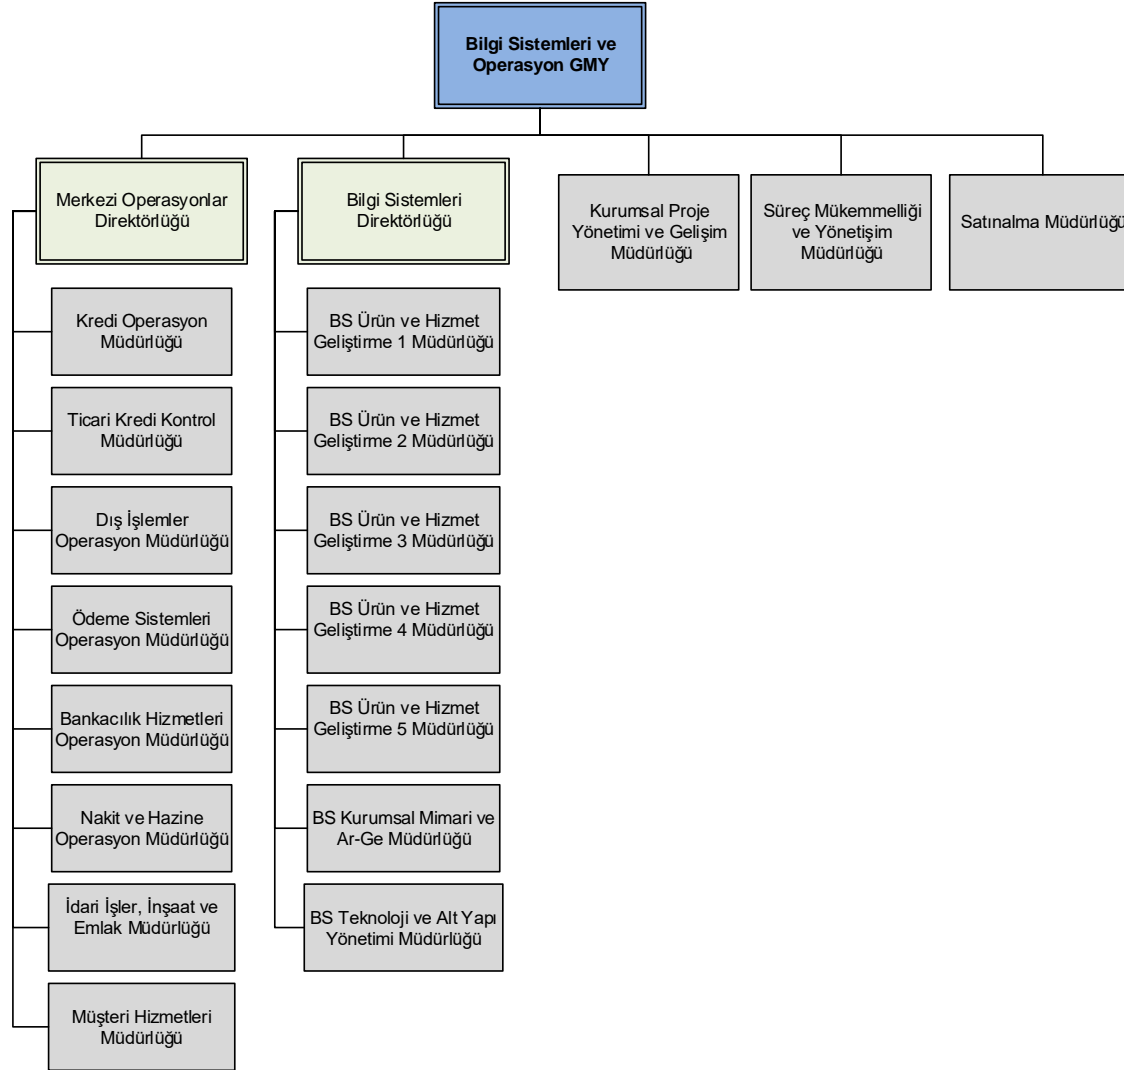 Bilgi Sistemleri ve
Operasyon GMY
Merkezi Operasyonlar
Direktörlüğü
Bilgi Sistemleri
Direktörlüğü
Kurumsal Proje
Yönetimi ve Gelişim
Müdürlüğü
Süreç Mükemmelliği
ve Yönetişim
Müdürlüğü
Satınalma Müdürlüğü
Kredi Operasyon
Müdürlüğü
Ticari Kredi Kontrol
Müdürlüğü
Dış İşlemler
Operasyon Müdürlüğü
Ödeme Sistemleri
Operasyon Müdürlüğü
Bankacılık Hizmetleri
Operasyon Müdürlüğü
Nakit ve Hazine
Operasyon Müdürlüğü
İdari İşler, İnşaat ve
Emlak Müdürlüğü
Müşteri Hizmetleri
Müdürlüğü
BS Ürün ve Hizmet
Geliştirme 1 Müdürlüğü
BS Ürün ve Hizmet
Geliştirme 2 Müdürlüğü
BS Ürün ve Hizmet
Geliştirme 3 Müdürlüğü
BS Ürün ve Hizmet
Geliştirme 4 Müdürlüğü
BS Ürün ve Hizmet
Geliştirme 5 Müdürlüğü
BS Kurumsal Mimari ve
Ar-Ge Müdürlüğü
BS Teknoloji ve Alt Yapı
Yönetimi Müdürlüğü